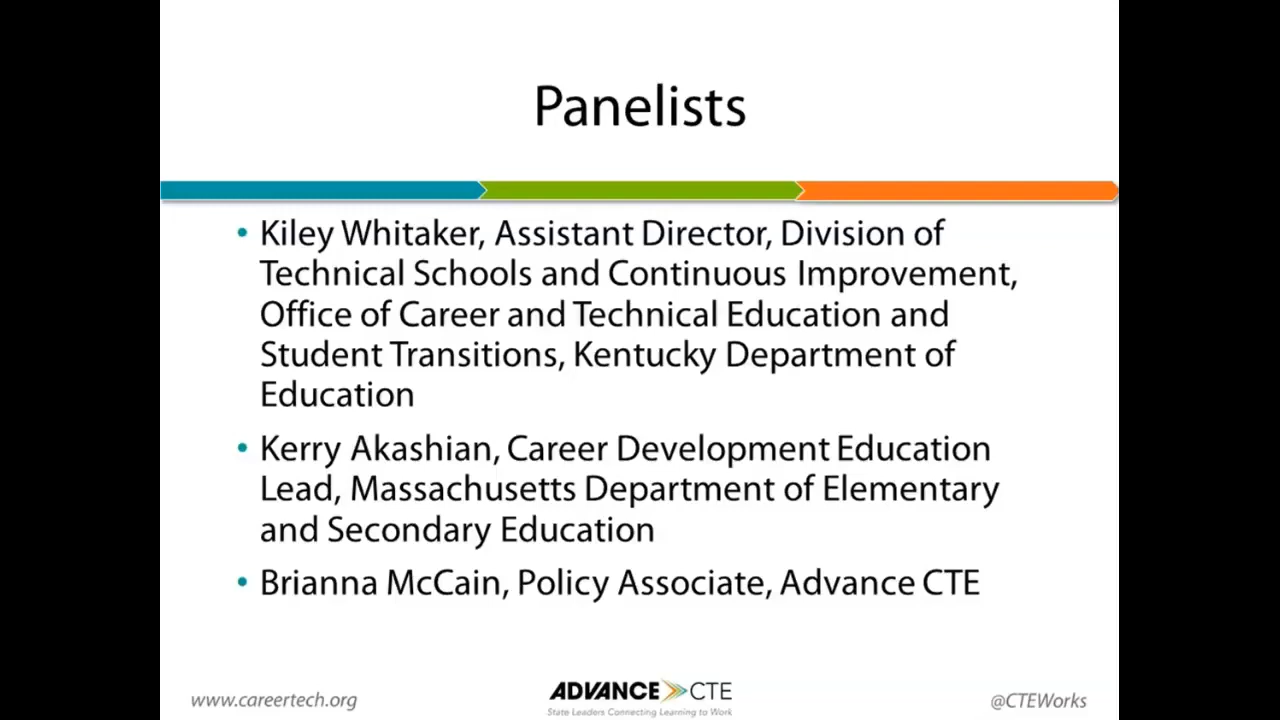 Panelists
• Kiley Whitaker, Assistant Director, Division of
Technical Schools and Continuous Improvement,
Office of Career and Technical Education and
Student Transitions, Kentucky Department of
Education
• Kerry Akashian, Career Development Education
Lead, Massachusetts Department of Elementary
and Secondary Education
• Brianna McCain, Policy Associate, Advance CTE
www.careertech.org
ADVANCE CTE
State Leaders Connecting Learning to Work
@CTEWorks